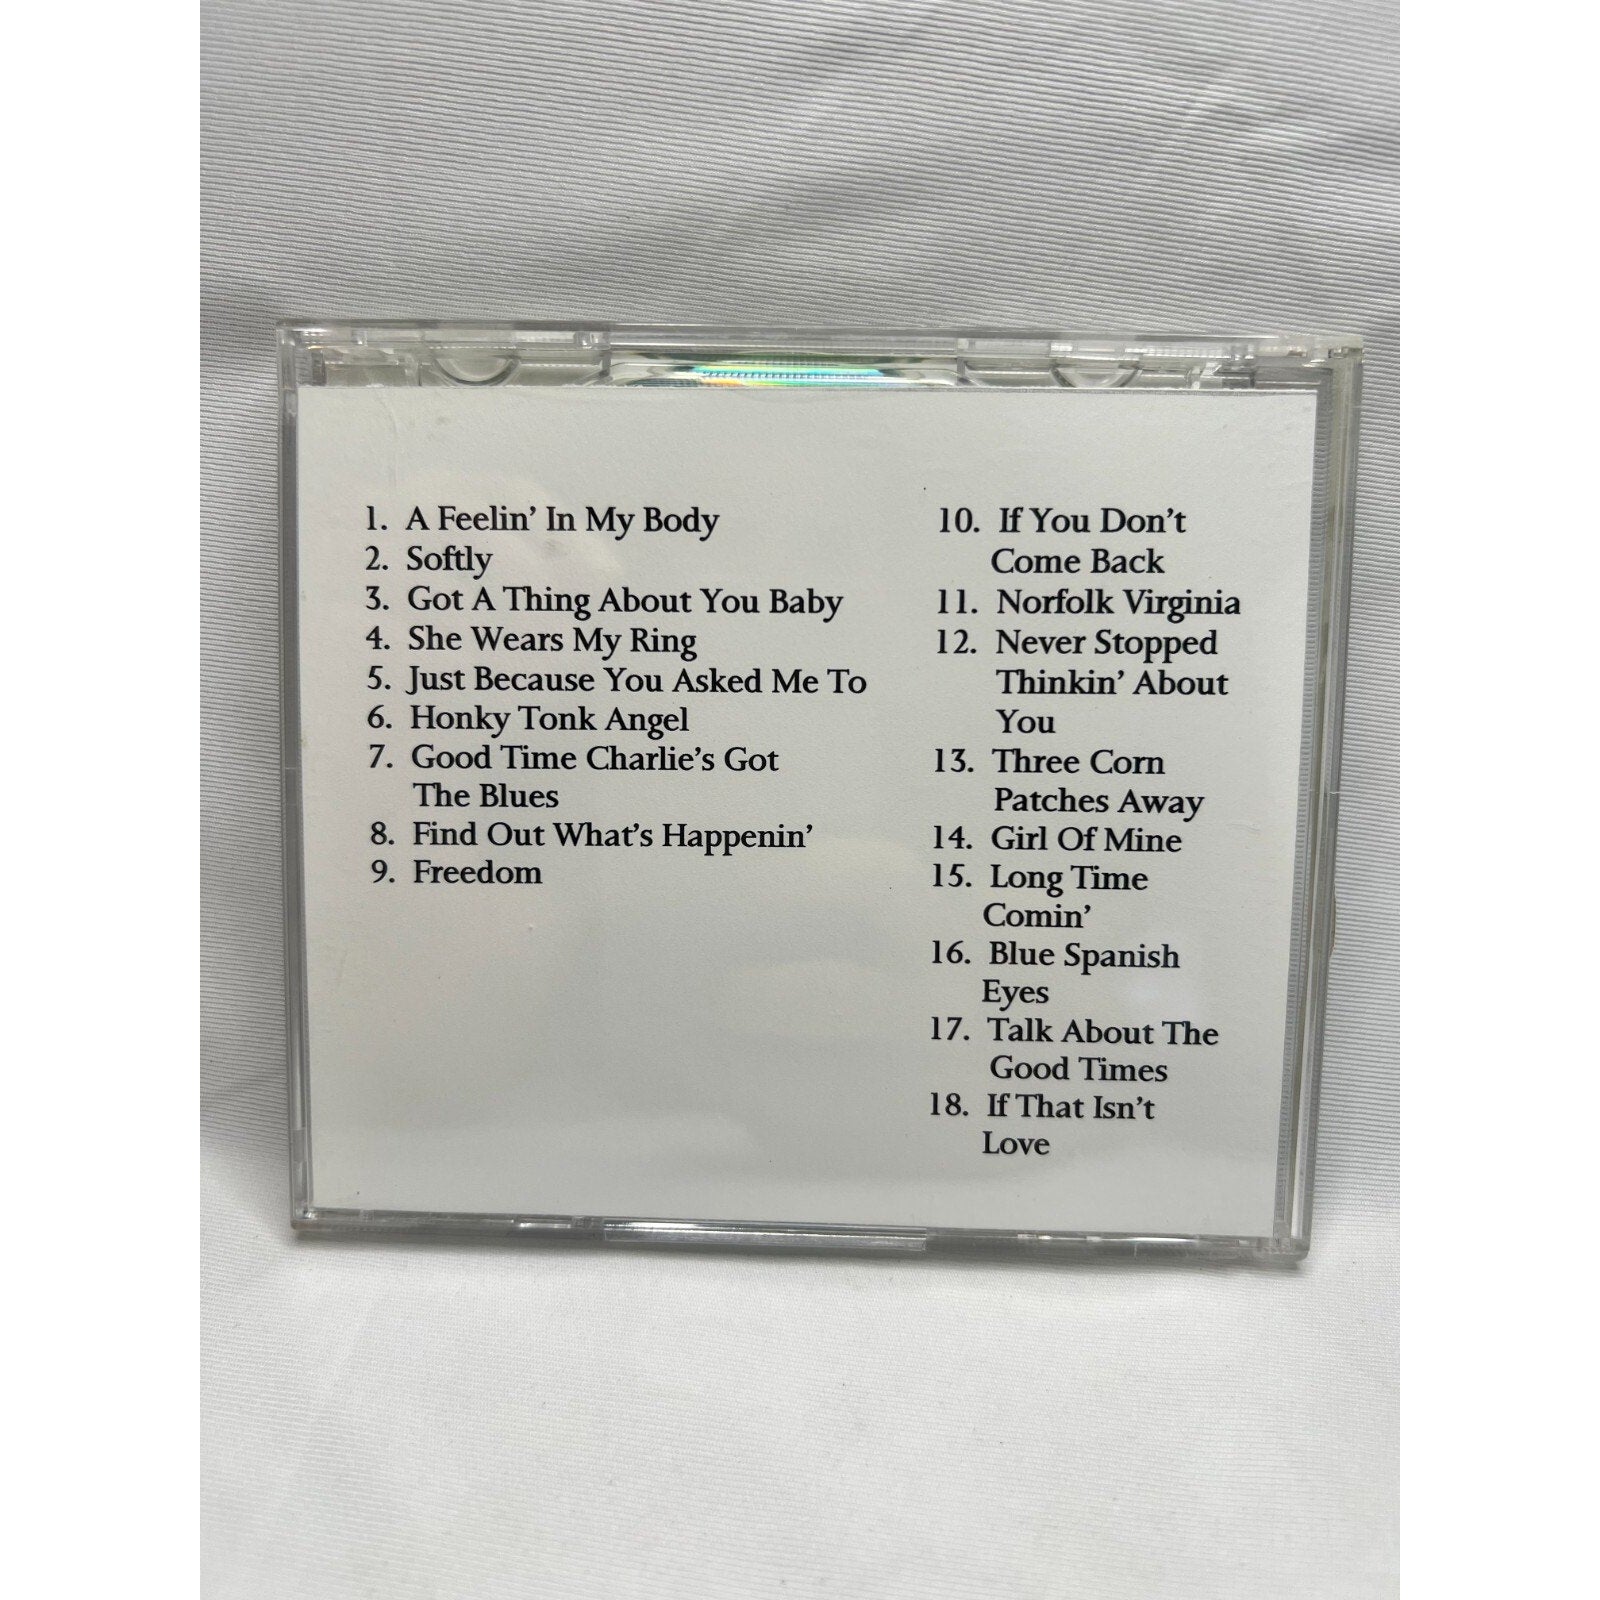 1. A Feelin' In My Body
2. Softly
3. Got A Thing About You Baby
4. She Wears My Ring
5. Just Because You Asked Me To
6. Honky Tonk Angel
7. Good Time Charlie's Got
The Blues
8. Find Out What's Happenin'
9. Freedom
10. If You Don't
Come Back
11. Norfolk Virginia
12. Never Stopped
Thinkin' About
You
13. Three Corn
Patches Away
14. Girl Of Mine
15. Long Time
Comin'
16. Blue Spanish
Eyes
17. Talk About The
Good Times
18. If That Isn't
Love